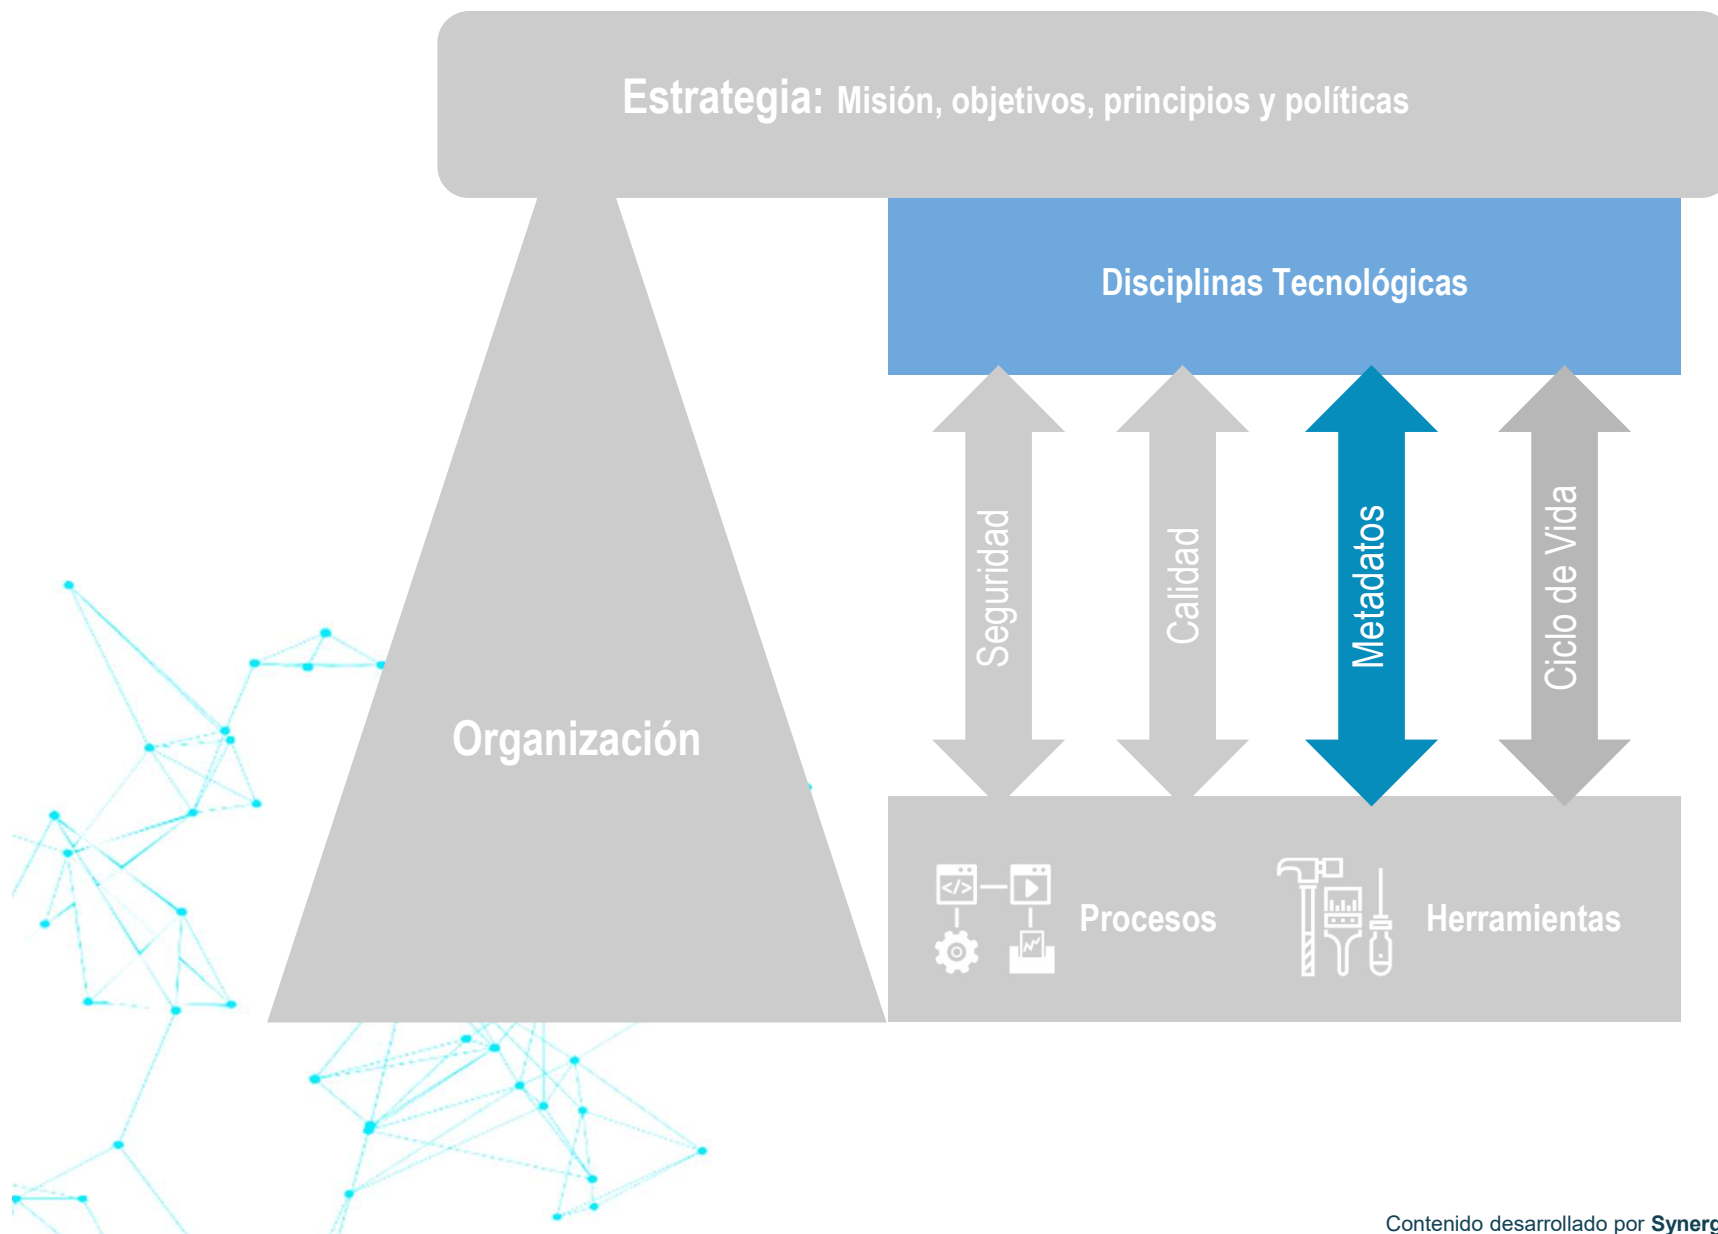 Estrategia: Misión, objetivos, principios y políticas
Disciplinas Tecnológicas
Seguridad
Calidad
Metadatos
Ciclo de Vida
Organización
</>
Procesos
Herramientas
Contenido desarrollado por Synerg